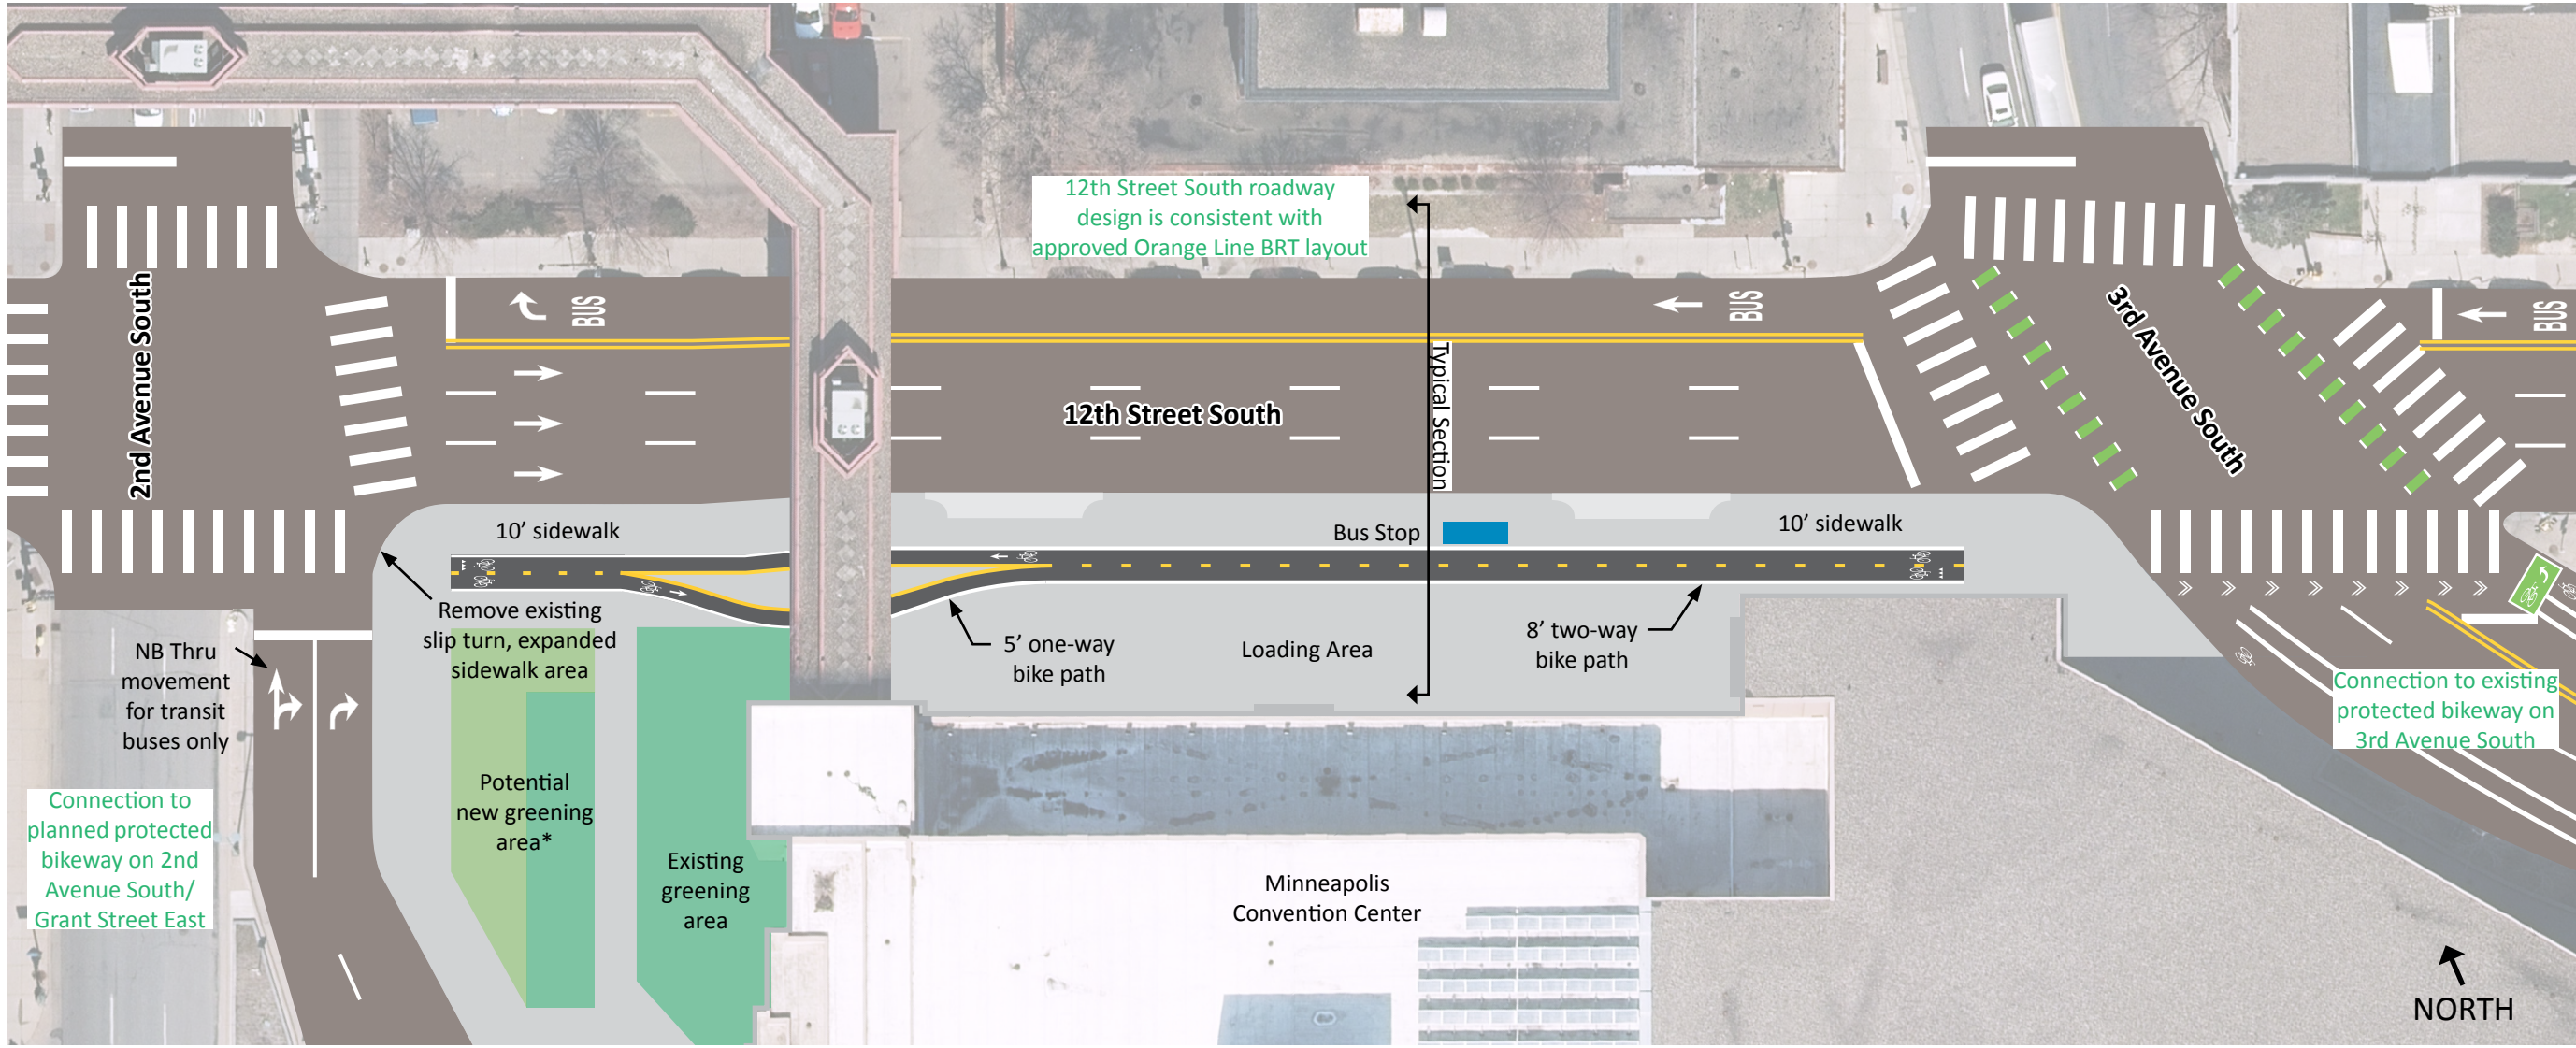 12th Street South roadway
design is consistent with
approved Orange Line BRT layout
2nd Avenue South
BUS
BUS
3rd Avenue South
BUS
12th Street South
Typical Section
10’ sidewalk
Bus Stop
10’ sidewalk
Remove existing
slip turn, expanded
sidewalk area
NB Thru
movement
for transit
buses only
5’ one-way
bike path
Loading Area
8’ two-way
bike path
Connection to existing
protected bikeway on
3rd Avenue South
Connection to
planned protected
bikeway on 2nd
Avenue South/
Grant Street East
Potential
new greening
area*
Existing
greening
area
Minneapolis
Convention Center
NORTH